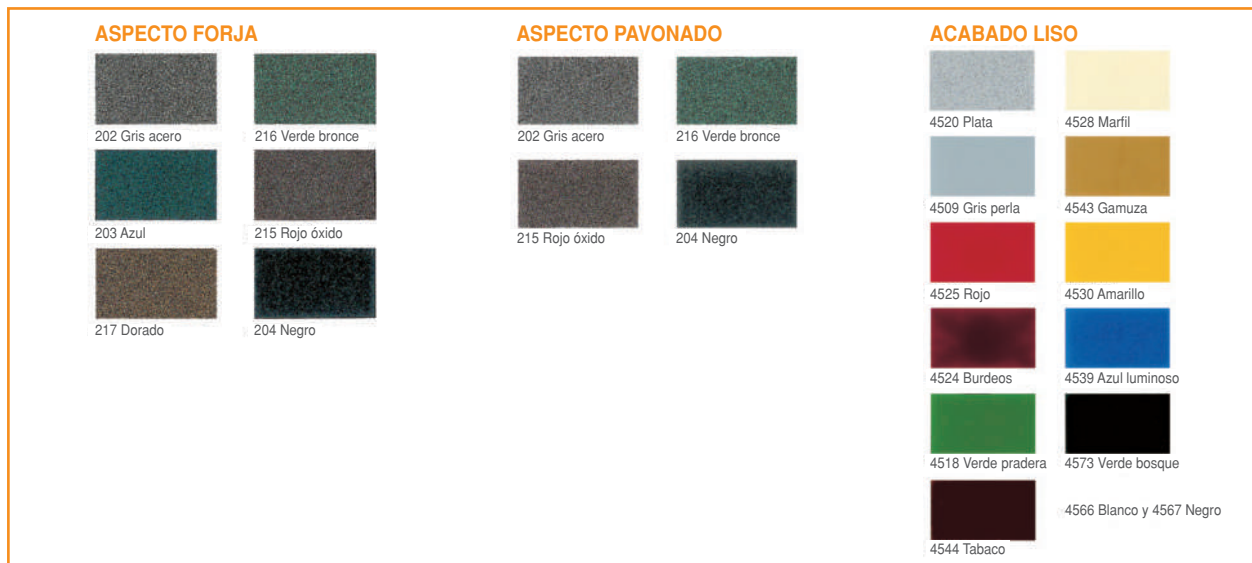 ASPECTO FORJA
202 Gris acero
216 Verde bronce
203 Azul
215 Rojo óxido
217 Dorado
204 Negro
ASPECTO PAVONADO
202 Gris acero
216 Verde bronce
215 Rojo óxido
204 Negro
ACABADO LISO
4520 Plata
4528 Marfil
4509 Gris perla
4543 Gamuza
4525 Rojo
4530 Amarillo
4524 Burdeos
4539 Azul luminoso
4518 Verde pradera
4573 Verde bosque
4566 Blanco y 4567 Negro
4544 Tabaco